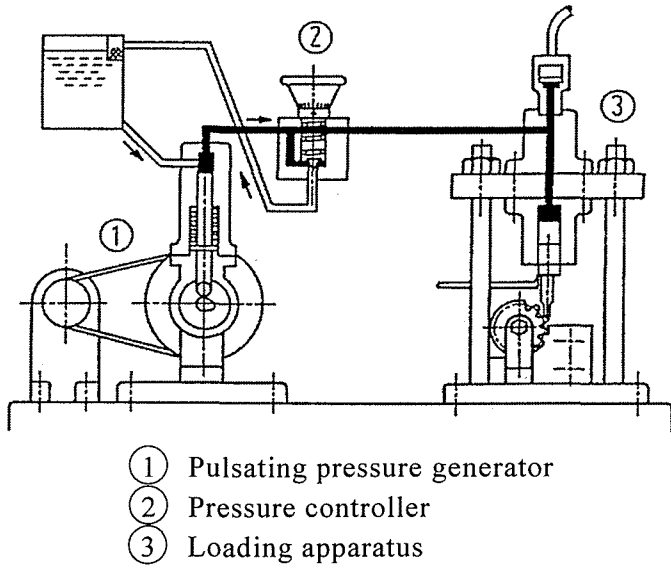 ②
③
①
① Pulsating pressure generator
② Pressure controller
③ Loading apparatus